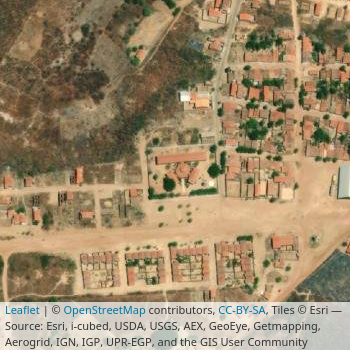 Leaflet | © OpenStreetMap contributors, CC-BY-SA, Tiles © Esri —
Source: Esri, i-cubed, USDA, USGS, AEX, GeoEye, Getmapping,
Aerogrid, IGN, IGP, UPR-EGP, and the GIS User Community